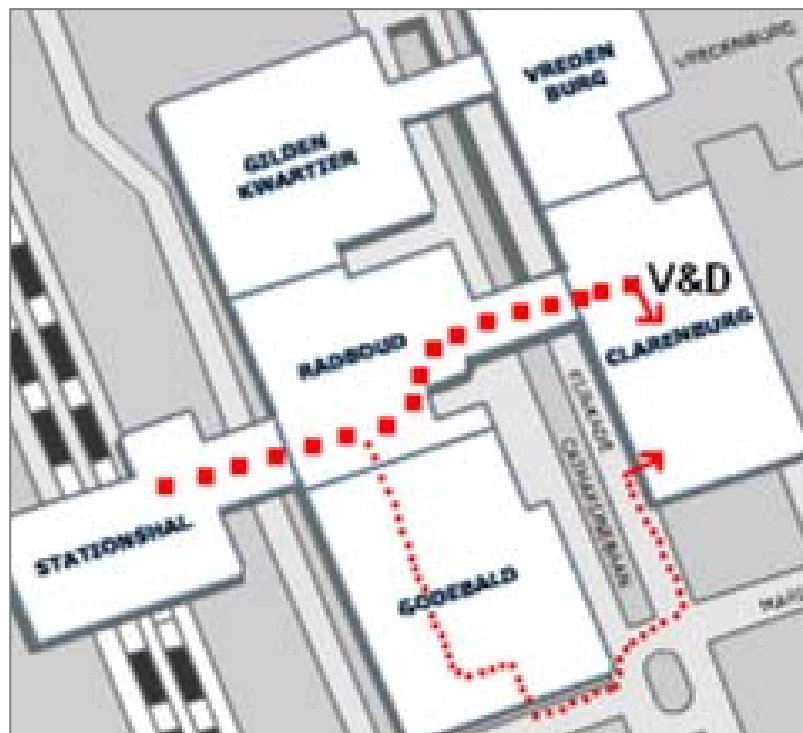 VREDEN
BURG
VREDENBURG
GILDEN
KWARTIER
V&D
CLARENBURG
RADBOUD
STATIONSHAL
GODEBALD